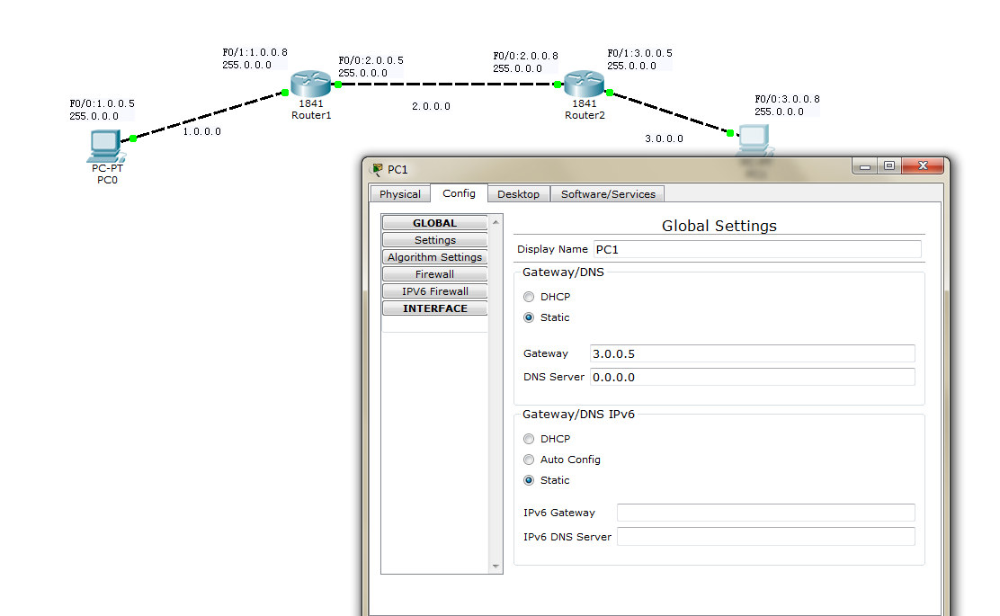 F0/1:1.0.0.8
255.0.0.0
F0/0:2.0.0.5
255.0.0.0
F0/0:2.0.0.8
255.0.0.0
F0/1:3.0.0.5
255.0.0.0
1841
Router1
1841
Router2
2.0.0.0
F0/0:1.0.0.5
255.0.0.0
F0/0:3.0.0.8
255.0.0.0
1.0.0.0
3.0.0.0
PC-PT
PC0
PC1
Physical
Config
Desktop
Software/Services
GLOBAL
Settings
Algorithm Settings
Firewall
IPV6 Firewall
INTERFACE
Global Settings
Display Name PC1
Gateway/DNS
DHCP
Static
Gateway 3.0.0.5
DNS Server 0.0.0.0
Gateway/DNS IPv6
DHCP
Auto Config
Static
IPv6 Gateway
IPv6 DNS Server